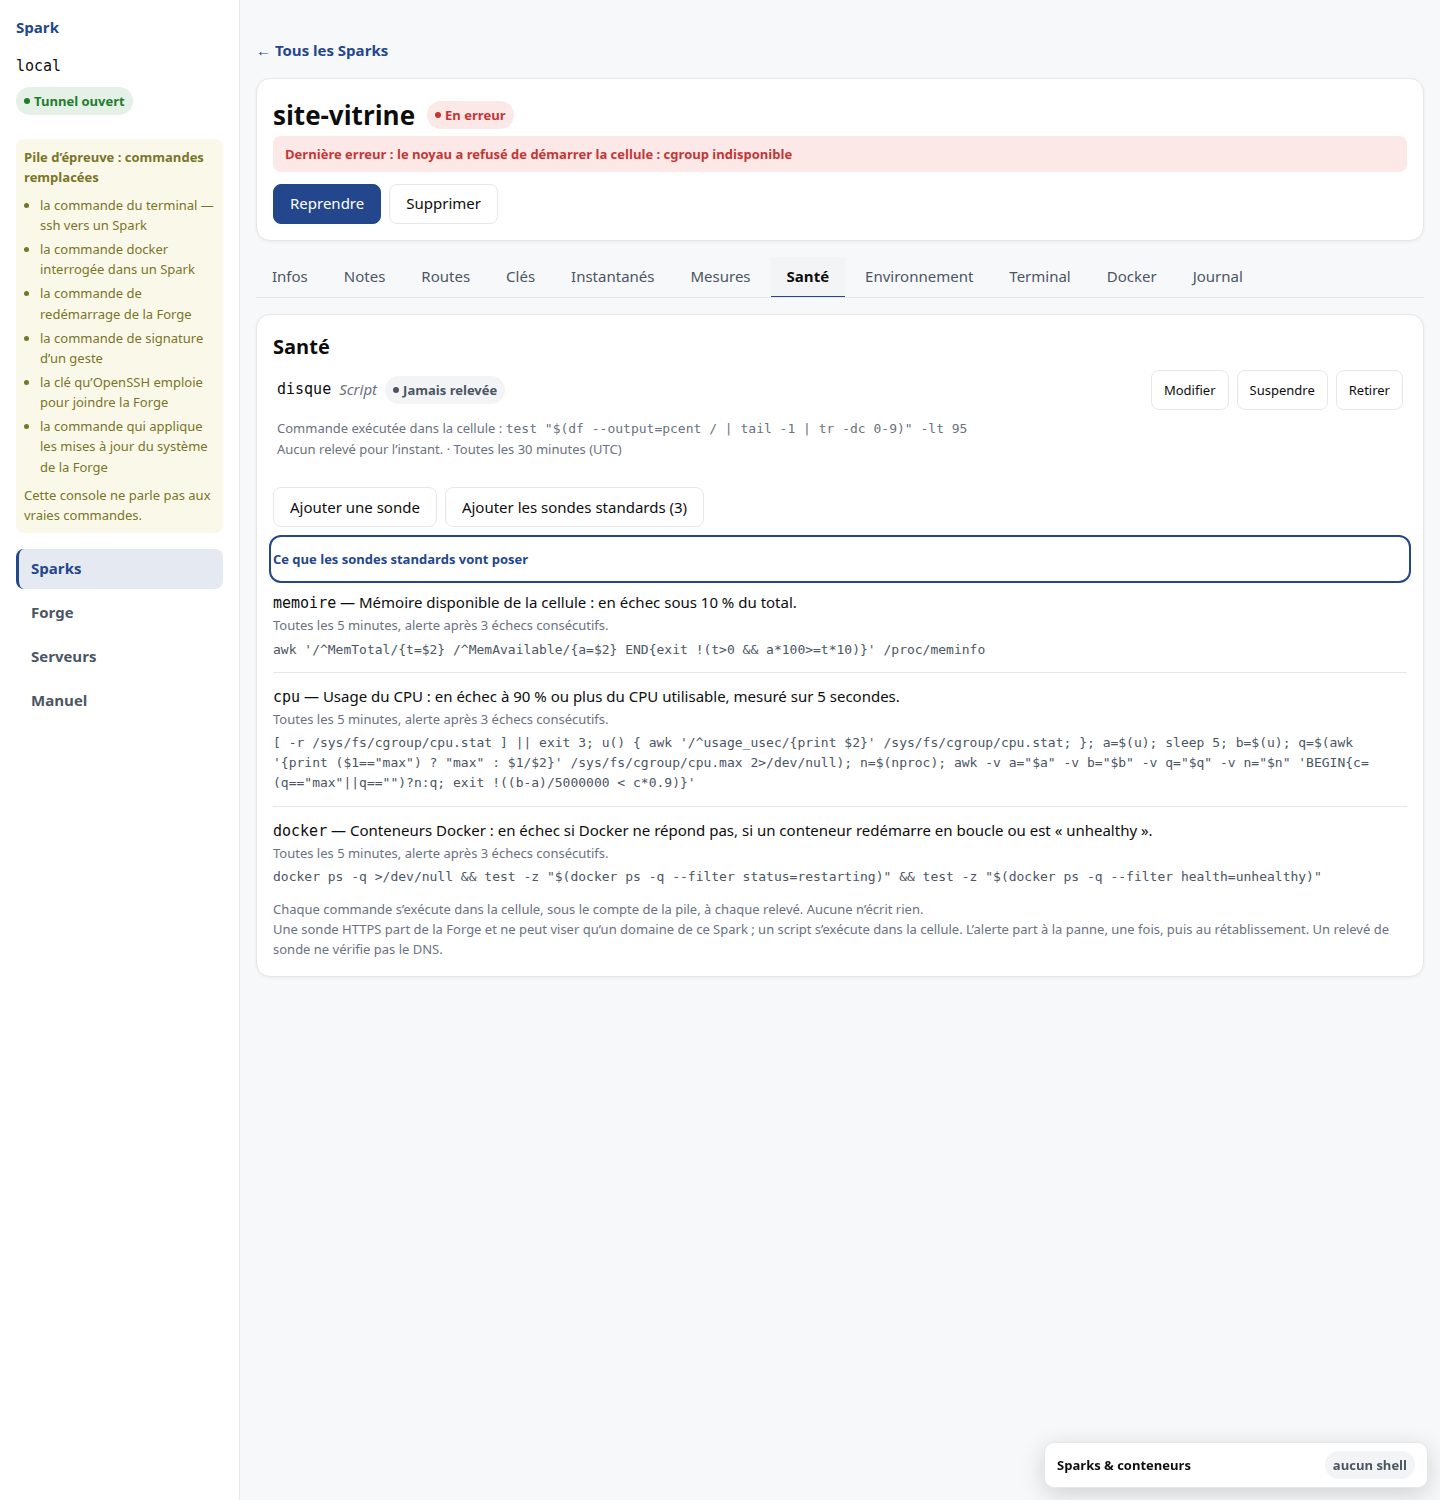 Spark
local
Tunnel ouvert
Pile d’épreuve : commandes
remplacées
la commande du terminal —
ssh vers un Spark
la commande docker
interrogée dans un Spark
la commande de
redémarrage de la Forge
la commande de signature
d’un geste
la clé qu’OpenSSH emploie
pour joindre la Forge
la commande qui applique
les mises à jour du système
de la Forge
Cette console ne parle pas aux
vraies commandes.
Sparks
Forge
Serveurs
Manuel
← Tous les Sparks
site-vitrine En erreur
Dernière erreur : le noyau a refusé de démarrer la cellule : cgroup indisponible
Reprendre Supprimer
Infos Notes Routes Clés Instantanés Mesures Santé Environnement Terminal Docker Journal
Santé
disque Script Jamais relevée Modifier Suspendre Retirer
Commande exécutée dans la cellule : test "$(df --output=pcent / | tail -1 | tr -dc 0-9)" -lt 95
Aucun relevé pour l’instant. · Toutes les 30 minutes (UTC)
Ajouter une sonde Ajouter les sondes standards (3)
Ce que les sondes standards vont poser
memoire — Mémoire disponible de la cellule : en échec sous 10 % du total.
Toutes les 5 minutes, alerte après 3 échecs consécutifs.
awk '/^MemTotal/{t=$2} /^MemAvailable/{a=$2} END{exit !(t>0 && a*100>=t*10)}' /proc/meminfo
cpu — Usage du CPU : en échec à 90 % ou plus du CPU utilisable, mesuré sur 5 secondes.
Toutes les 5 minutes, alerte après 3 échecs consécutifs.
[ -r /sys/fs/cgroup/cpu.stat ] || exit 3; u() { awk '/^usage_usec/{print $2}' /sys/fs/cgroup/cpu.stat; }; a=$(u); sleep 5; b=$(u); q=$(awk
'{print ($1=="max") ? "max" : $1/$2}' /sys/fs/cgroup/cpu.max 2>/dev/null); n=$(nproc); awk -v a="$a" -v b="$b" -v q="$q" -v n="$n" 'BEGIN{c=
(q=="max"||q=="")?n:q; exit !((b-a)/5000000 < c*0.9)}'
docker — Conteneurs Docker : en échec si Docker ne répond pas, si un conteneur redémarre en boucle ou est « unhealthy ».
Toutes les 5 minutes, alerte après 3 échecs consécutifs.
docker ps -q >/dev/null && test -z "$(docker ps -q --filter status=restarting)" && test -z "$(docker ps -q --filter health=unhealthy)"
Chaque commande s’exécute dans la cellule, sous le compte de la pile, à chaque relevé. Aucune n’écrit rien.
Une sonde HTTPS part de la Forge et ne peut viser qu’un domaine de ce Spark ; un script s’exécute dans la cellule. L’alerte part à la panne, une fois, puis au rétablissement. Un relevé de
sonde ne vérifie pas le DNS.
Sparks & conteneurs aucun shell